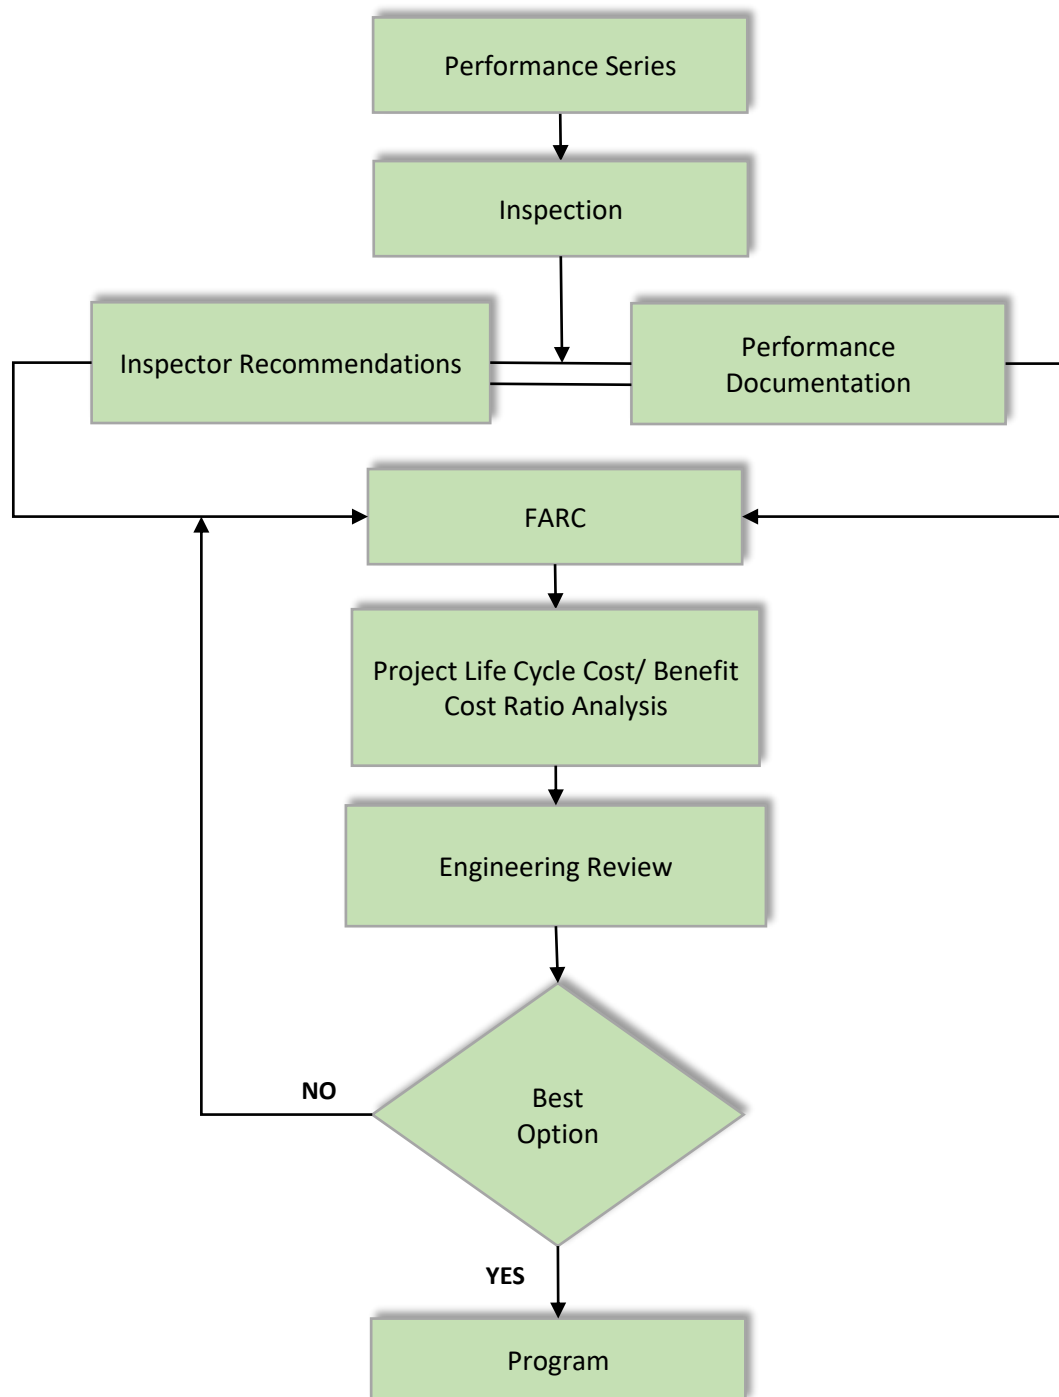 Performance Series
Inspection
Inspector Recommendations
Performance
Documentation
FARC
Project Life Cycle Cost/ Benefit
Cost Ratio Analysis
Engineering Review
NO
Best
Option
YES
Program